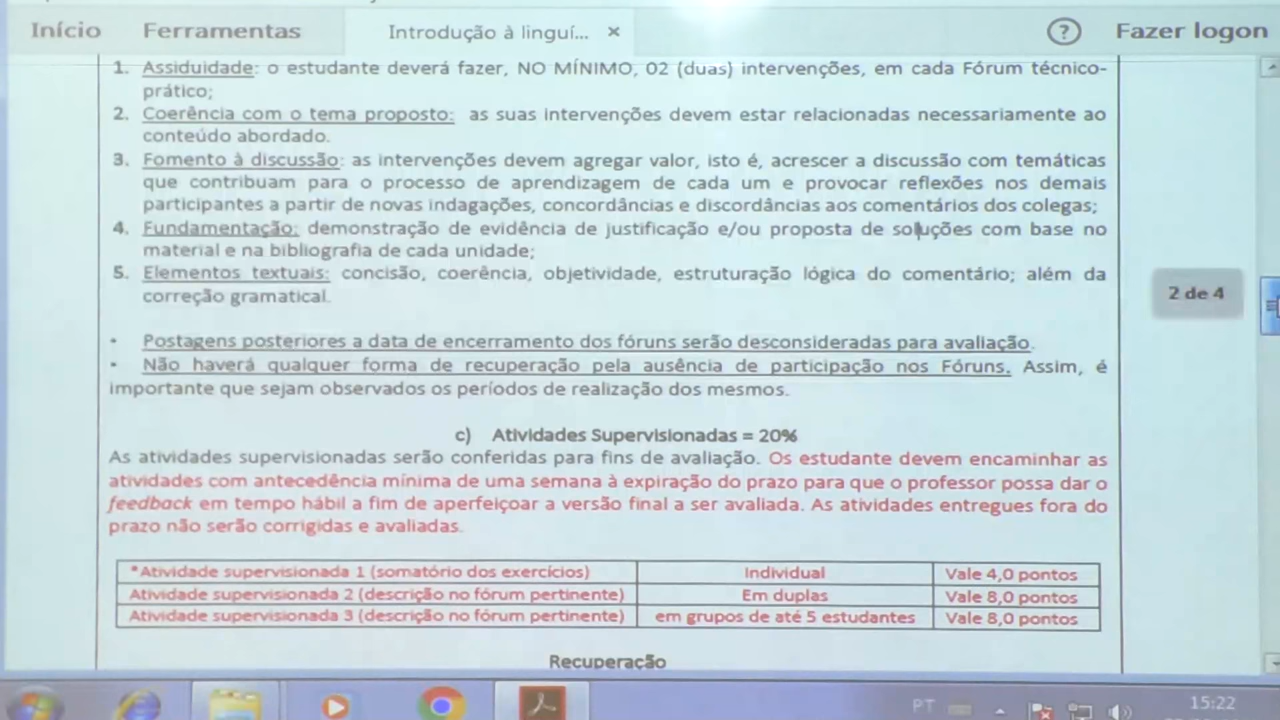 Início Ferramentas Introdução à linguí... × ? Fazer logon
1. Assiduidade: o estudante deverá fazer, NO MÍNIMO, 02 (duas) intervenções, em cada Fórum técnico-
prático;
2. Coerência com o tema proposto: as suas intervenções devem estar relacionadas necessariamente ao
conteúdo abordado.
3. Fomento à discussão: as intervenções devem agregar valor, isto é, acrescer a discussão com temáticas
que contribuam para o processo de aprendizagem de cada um e provocar reflexões nos demais
participantes a partir de novas indagações, concordâncias e discordâncias aos comentários dos colegas;
4. Fundamentação: demonstração de evidência de justificação e/ou proposta de soluções com base no
material e na bibliografia de cada unidade;
5. Elementos textuais: concisão, coerência, objetividade, estruturação lógica do comentário; além da
correção gramatical.
2 de 4
• Postagens posteriores a data de encerramento dos fóruns serão desconsideradas para avaliação.
• Não haverá qualquer forma de recuperação pela ausência de participação nos Fóruns. Assim, é
importante que sejam observados os períodos de realização dos mesmos.
c) Atividades Supervisionadas = 20%
As atividades supervisionadas serão conferidas para fins de avaliação. Os estudante devem encaminhar as
atividades com antecedência mínima de uma semana à expiração do prazo para que o professor possa dar o
feedback em tempo hábil a fim de aperfeiçoar a versão final a ser avaliada. As atividades entregues fora do
prazo não serão corrigidas e avaliadas.
*Atividade supervisionada 1 (somatório dos exercícios) Individual Vale 4,0 pontos
Atividade supervisionada 2 (descrição no fórum pertinente) Em duplas Vale 8,0 pontos
Atividade supervisionada 3 (descrição no fórum pertinente) em grupos de até 5 estudantes Vale 8,0 pontos
Recuperação
PT 15:22